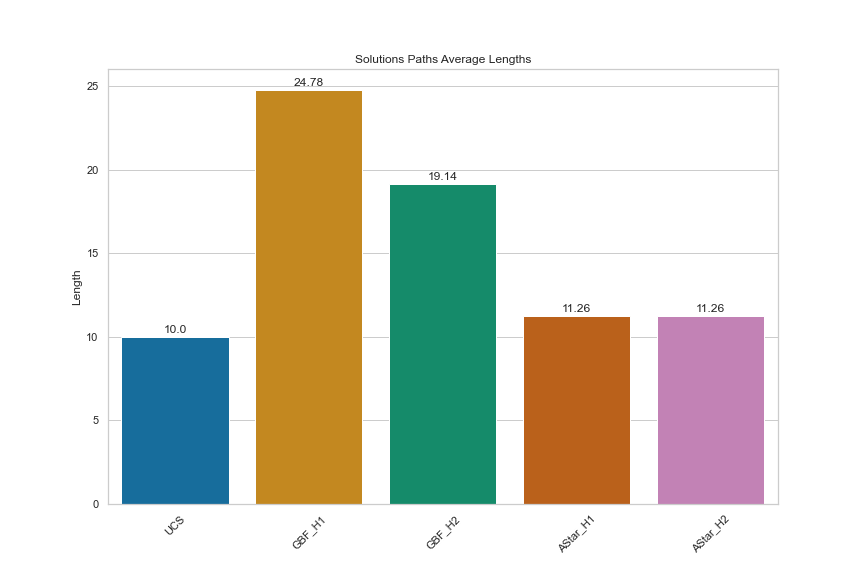 Solutions Paths Average Lengths
Length
25
20
15
10
5
0
10.0
24.78
19.14
11.26
11.26
UCS
GBF_H1
GBF_H2
AStar_H1
AStar_H2